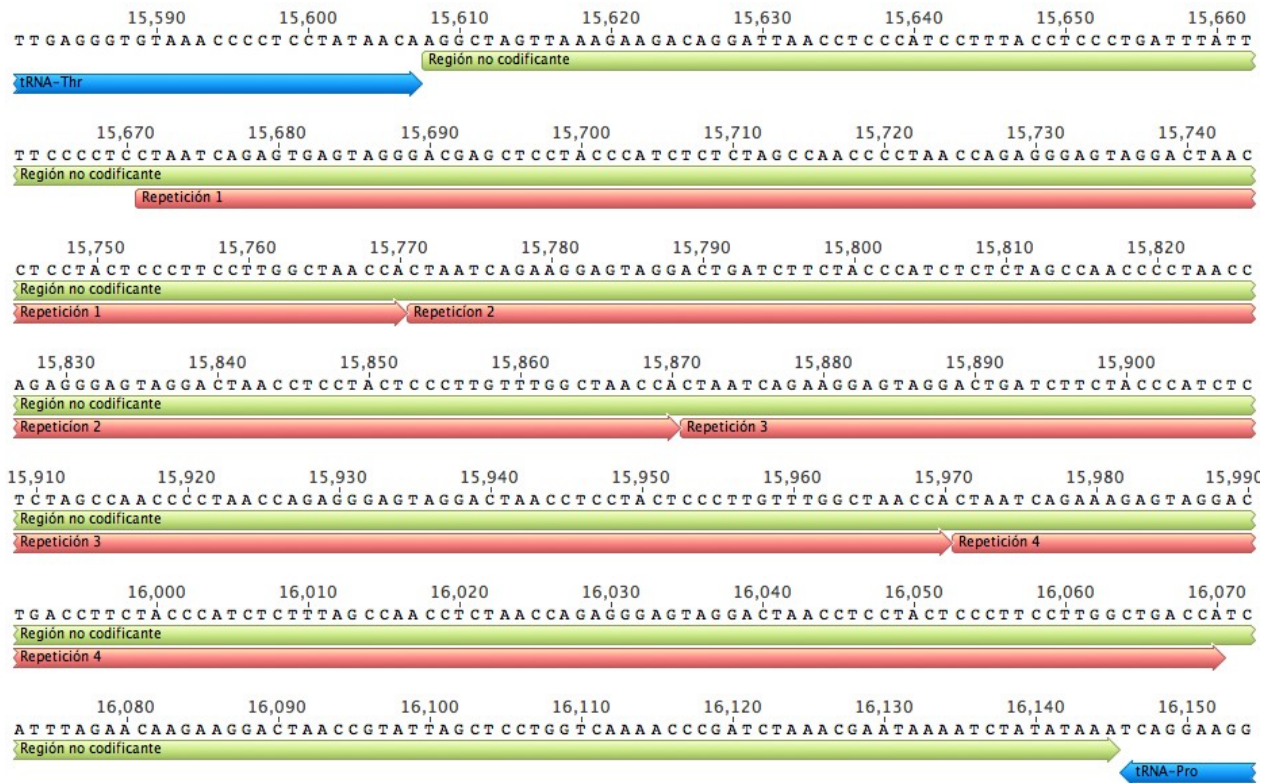 15,590 15,600 15,610 15,620 15,630 15,640 15,650 15,660
TTGAGGGTGTAAACCCCTCCTATAACAAGGCTAGTTAAAGAAGACAGGATTAACCTCCCATCCTTTACCTCCCTGATTTATT
Región no codificante
tRNA-Thr
15,670 15,680 15,690 15,700 15,710 15,720 15,730 15,740
TTCCCCTCCTAATCAGAGTGAGTAGGGACGAGCTCCTACCCATCTCTCTAGCCAACCCCTAACCAGAGGGAGTAGGACTAAC
Región no codificante
Repetición 1
15,750 15,760 15,770 15,780 15,790 15,800 15,810 15,820
CTCCTACTCCCTTCCTTGGCTAACCACTAATCAGAAGGAGTAGGACTGATCTTCTACCCATCTCTCTAGCCAACCCCTAACC
Región no codificante
Repetición 1 Repeticíon 2
15,830 15,840 15,850 15,860 15,870 15,880 15,890 15,900
AGAGGGAGTAGGACTAACCTCCTACTCCCTTGTTTGGCTAACCACTAATCAGAAGGAGTAGGACTGATCTTCTACCCATCTC
Región no codificante
Repeticíon 2 Repetición 3
15,910 15,920 15,930 15,940 15,950 15,960 15,970 15,980 15,990
TCTAGCCAACCCCTAACCAGAGGGAGTAGGACTAACCTCCTACTCCCTTGTTTGGCTAACCACTAATCAGAAAGAGTAGGAC
Región no codificante
Repetición 3 Repetición 4
16,000 16,010 16,020 16,030 16,040 16,050 16,060 16,070
TGACCTTCTACCCATCTCTTTAGCCAACCTCTAACCAGAGGGAGTAGGACTAACCTCCTACTCCCTTCCTTGGCTGACCATC
Región no codificante
Repetición 4
16,080 16,090 16,100 16,110 16,120 16,130 16,140 16,150
ATTTAGAACAAGAAGGACTAACCGTATTAGCTCCTGGTCAAAACCCGATCTAAACGAATAAAATCTATATAAATCAGGAAGG
Región no codificante
tRNA-Pro